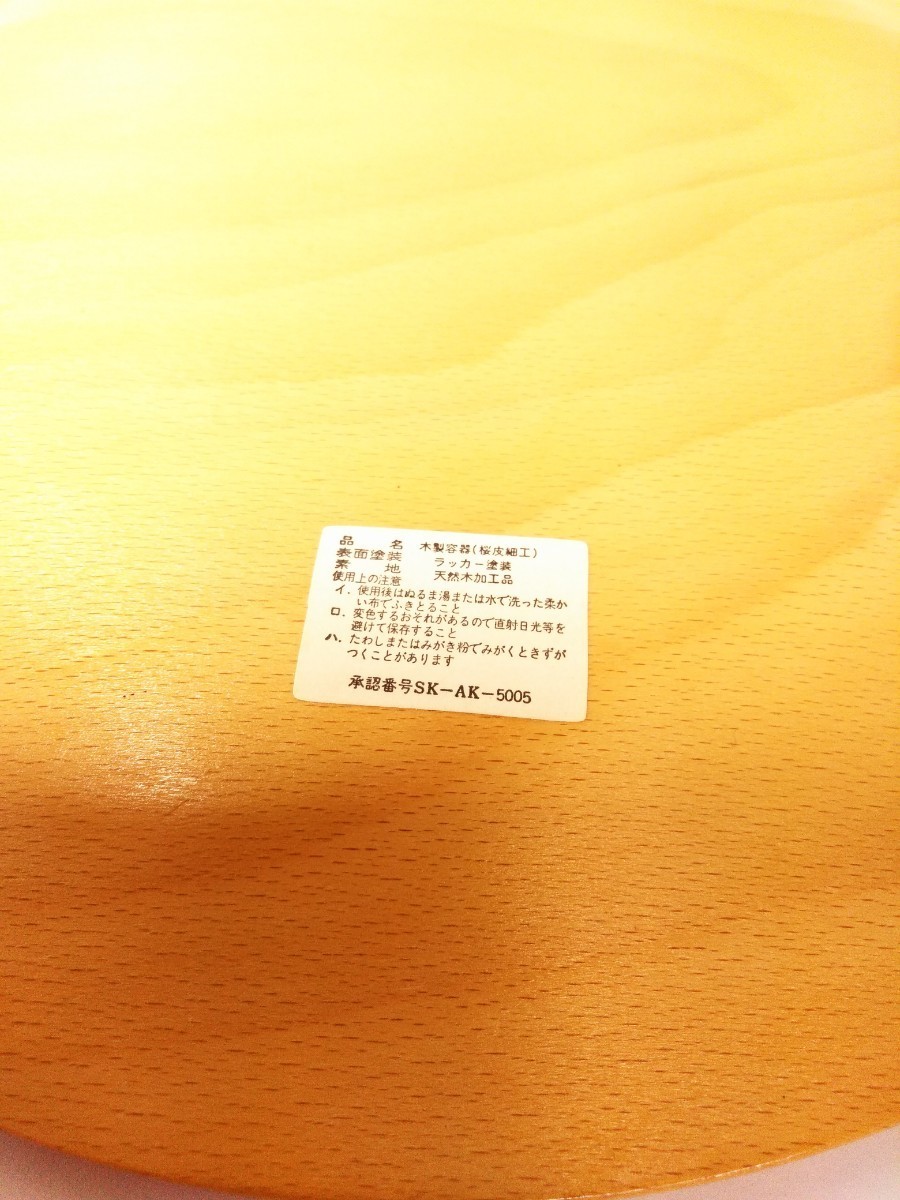 品 名 木製容器(桜皮細工)
表面塗装 ラッカー塗装
素 地 天然木加工品
使用上の注意
イ. 使用後はぬるま湯または水で洗った柔か
い布でふきとること
ロ. 変色するおそれがあるので直射日光等を
避けて保存すること
ハ. たわしまたはみがき粉でみがくときずが
つくことがあります
承認番号SK-AK-5005